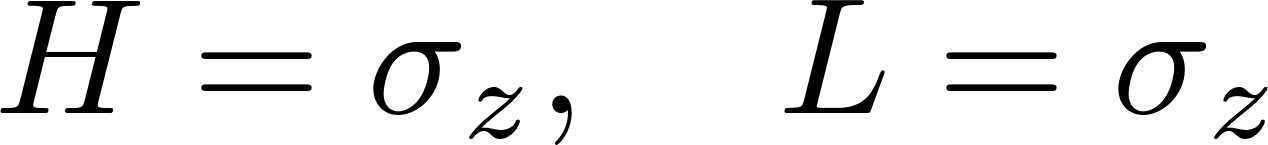 H = σ_z,   L = σ_z